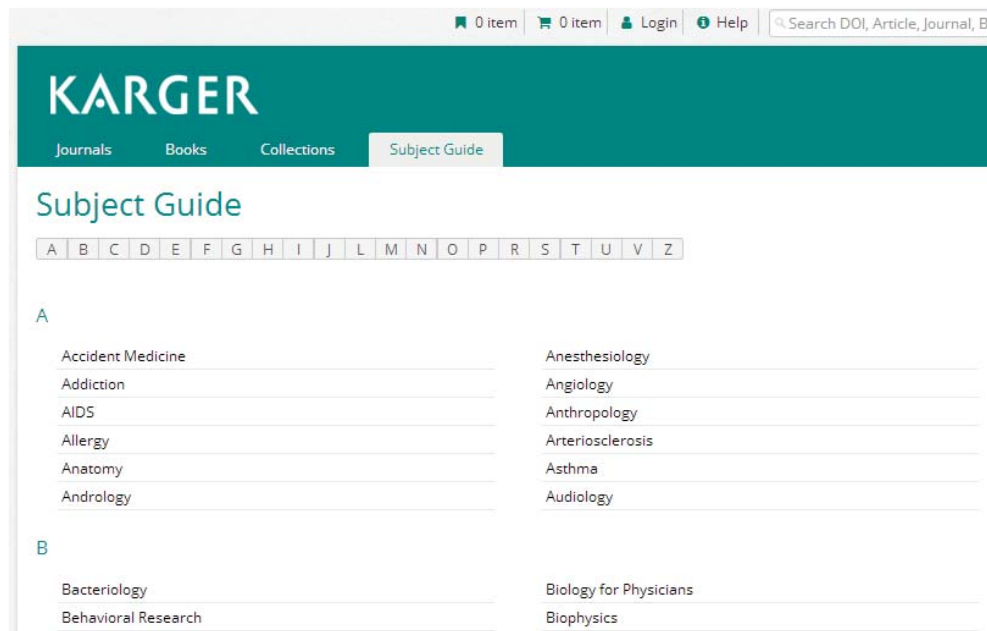 0 item 0 item Login Help Search DOI, Article, Journal, B
KARGER
Journals Books Collections Subject Guide
Subject Guide
A B C D E F G H I J L M N O P R S T U V Z
A
Accident Medicine Anesthesiology
Addiction Angiology
AIDS Anthropology
Allergy Arteriosclerosis
Anatomy Asthma
Andrology Audiology
B
Bacteriology Biology for Physicians
Behavioral Research Biophysics